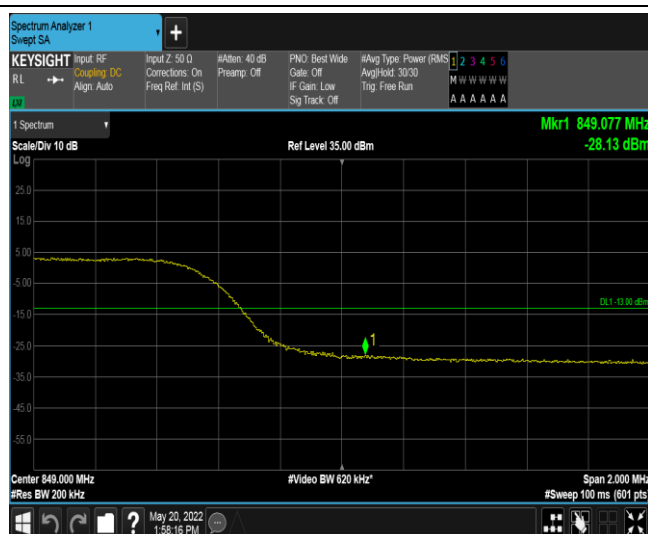 Spectrum Analyzer 1
Swept SA
+
KEYSIGHT Input: RF Input Z: 50 Ω #Atten: 40 dB PNO: Best Wide #Avg Type: Power (RMS 1 2 3 4 5 6
RL Coupling: DC Corrections: On Preamp: Off Gate: Off Avg|Hold: 30/30 M W W W W W
Align: Auto Freq Ref: Int (S) IF Gain: Low Trig: Free Run
Sig Track: Off A A A A A A
1 Spectrum Mkr1 849.077 MHz
Scale/Div 10 dB Ref Level 35.00 dBm -28.13 dBm
Log
25.0
15.0
5.00
-5.00
DL1 -13.00 dBm
-15.0
1
-25.0
-35.0
-45.0
-55.0
Center 849.000 MHz #Video BW 620 kHz* Span 2.000 MHz
#Res BW 200 kHz #Sweep 100 ms (601 pts)
? May 20, 2022
1:58:16 PM